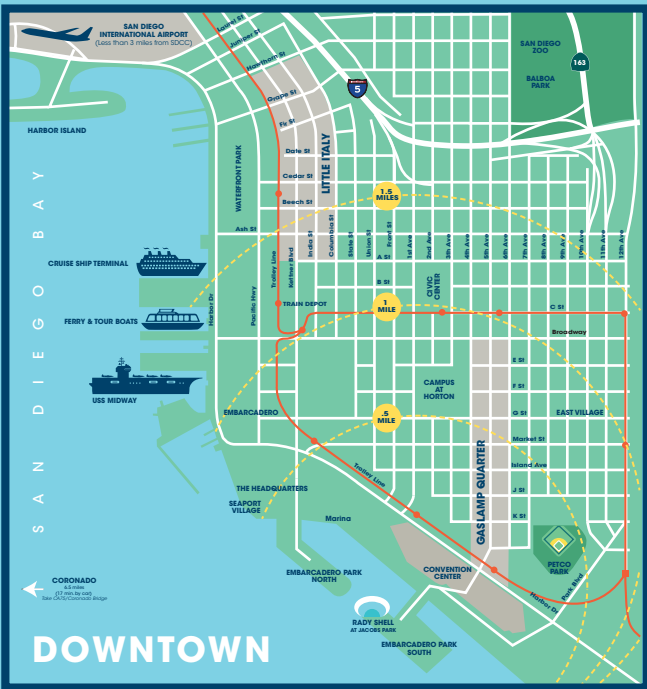 SAN DIEGO
INTERNATIONAL AIRPORT
(Less than 3 miles from SDCC)
Laurel St
Juniper St
Hawthorn St
Grape St
Fir St
Date St
Cedar St
Beech St
Ash St
A St
B St
C St
Broadway
E St
F St
G St
Market St
Island Ave
J St
K St
5
163
SAN DIEGO
ZOO
BALBOA
PARK
HARBOR ISLAND
SAN DIEGO BAY
WATERFRONT PARK
LITTLE ITALY
1.5
MILES
Harbor Dr
Pacific Hwy
Trolley Line
Kettner Blvd
India St
Columbia St
State St
Union St
Front St
1st Ave
2nd Ave
3rd Ave
4th Ave
5th Ave
6th Ave
7th Ave
8th Ave
9th Ave
10th Ave
11th Ave
12th Ave
CRUISE SHIP TERMINAL
FERRY & TOUR BOATS
USS MIDWAY
TRAIN DEPOT
CIVIC
CENTER
1
MILE
CAMPUS
AT
HORTON
EMBARCADERO
.5
MILE
EAST VILLAGE
GASLAMP QUARTER
Trolley Line
THE HEADQUARTERS
SEAPORT
VILLAGE
Marina
EMBARCADERO PARK
NORTH
CONVENTION
CENTER
PETCO
PARK
Park Blvd
Harbor Dr
RADY SHELL
AT JACOBS PARK
EMBARCADERO PARK
SOUTH
CORONADO
(17 min. by car)
Take CA75/Coronado Bridge
DOWNTOWN